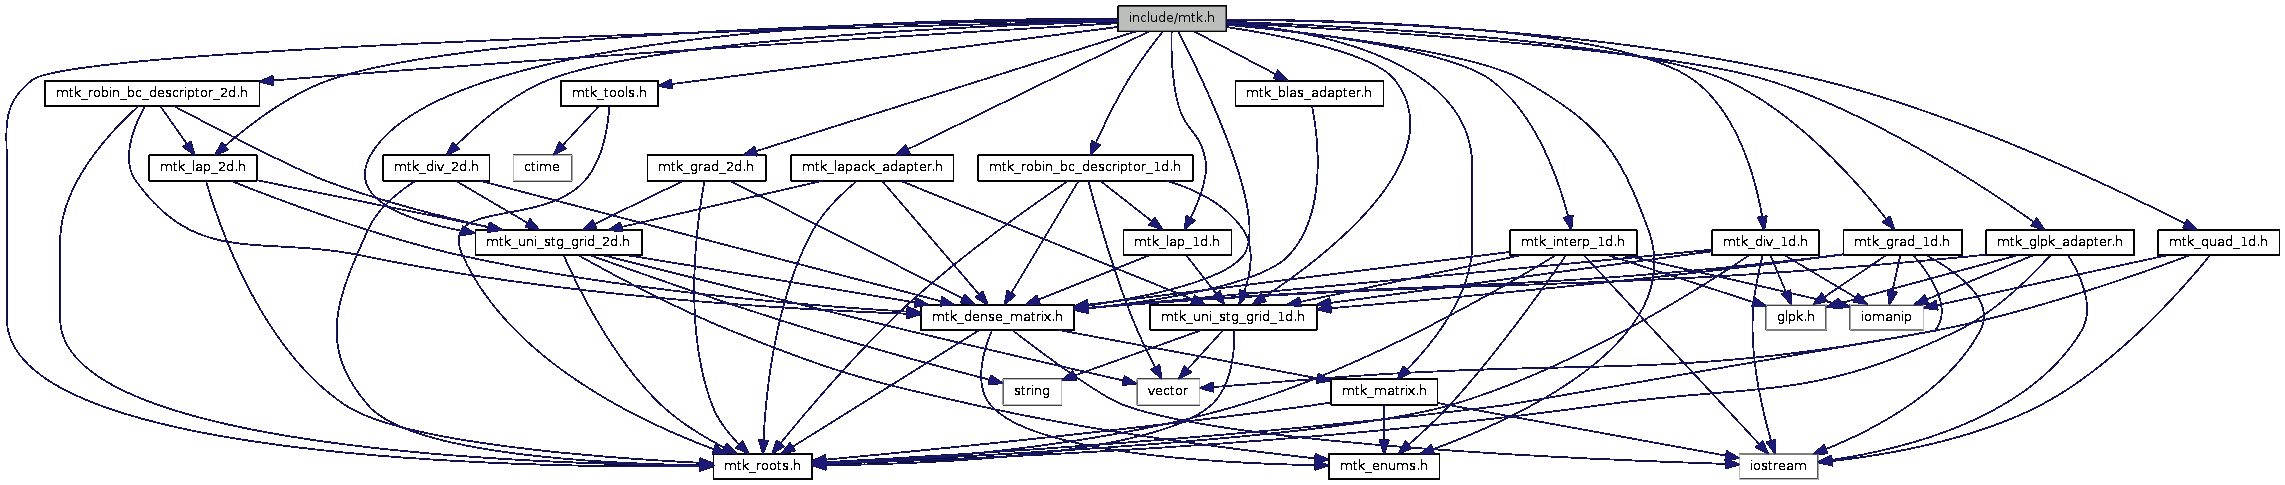 include/mtk.h
mtk_robin_bc_descriptor_2d.h
mtk_tools.h
mtk_blas_adapter.h
mtk_lap_2d.h
mtk_div_2d.h
ctime
mtk_grad_2d.h
mtk_lapack_adapter.h
mtk_robin_bc_descriptor_1d.h
mtk_uni_stg_grid_2d.h
mtk_lap_1d.h
mtk_interp_1d.h
mtk_div_1d.h
mtk_grad_1d.h
mtk_glpk_adapter.h
mtk_quad_1d.h
mtk_dense_matrix.h
mtk_uni_stg_grid_1d.h
glpk.h
iomanip
string
vector
mtk_matrix.h
mtk_roots.h
mtk_enums.h
iostream